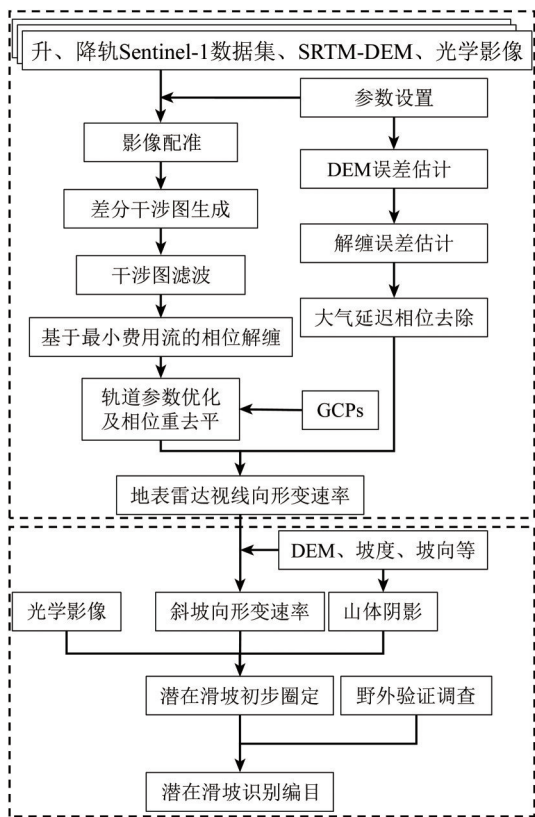 升、降轨Sentinel-1数据集、SRTM-DEM、光学影像
参数设置
影像配准
DEM误差估计
差分干涉图生成
解缠误差估计
干涉图滤波
大气延迟相位去除
基于最小费用流的相位解缠
轨道参数优化
及相位重去平
GCPs
地表雷达视线向形变速率
DEM、坡度、坡向等
光学影像
斜坡向形变速率
山体阴影
潜在滑坡初步圈定
野外验证调查
潜在滑坡识别编目